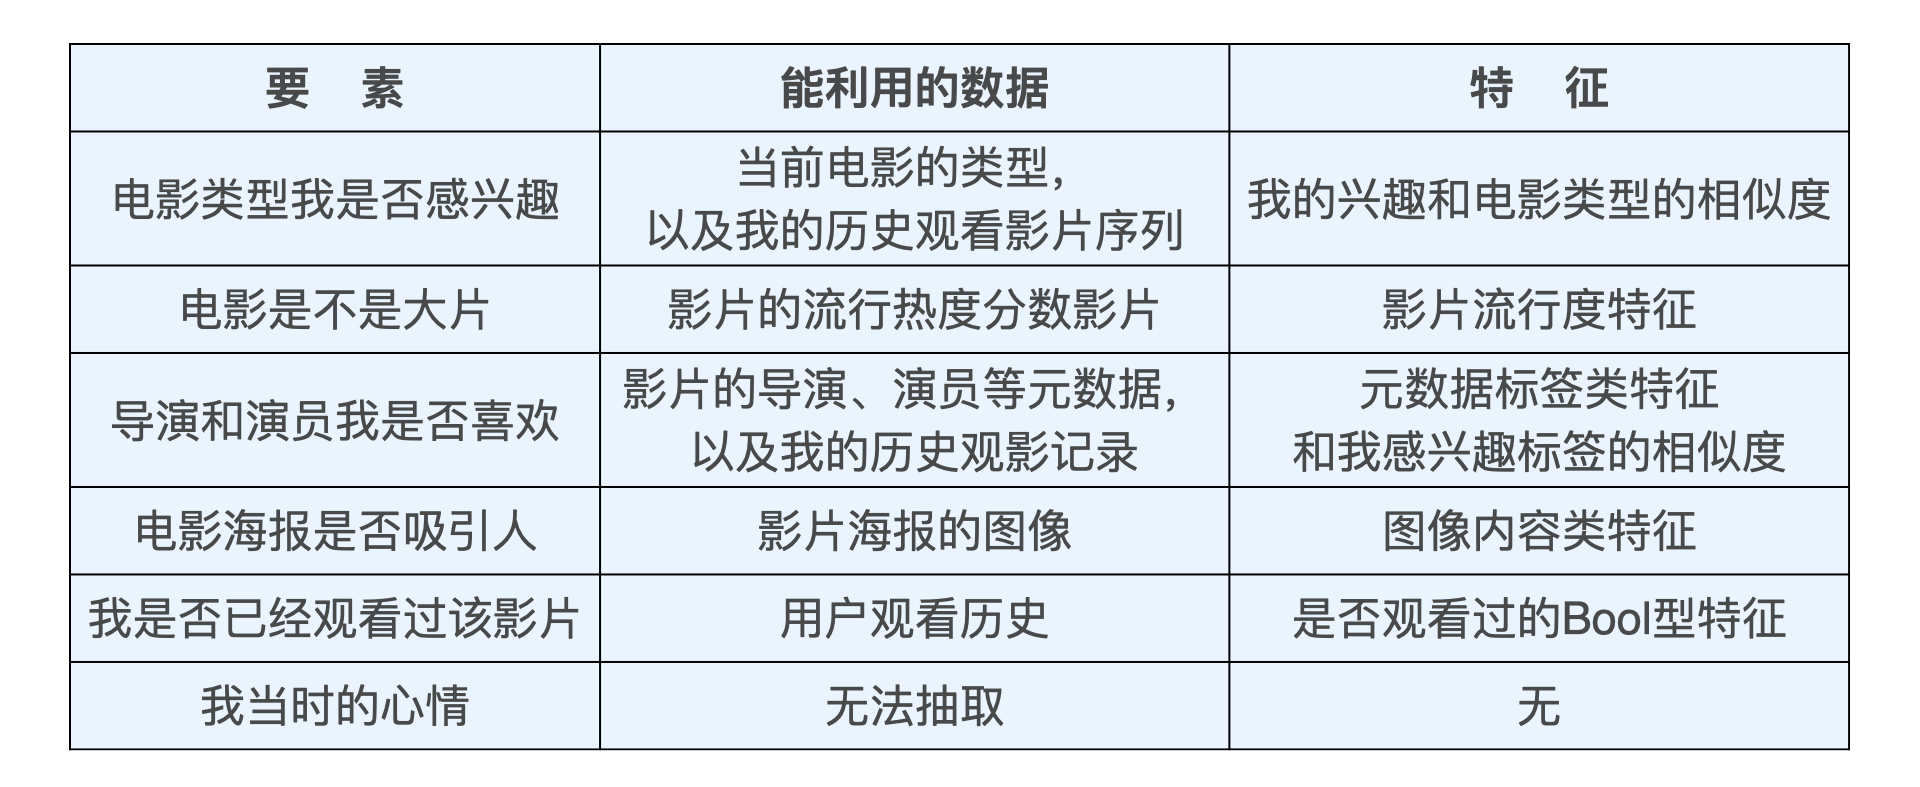 要 素
能利用的数据
特 征
电影类型我是否感兴趣
当前电影的类型，
以及我的历史观看影片序列
我的兴趣和电影类型的相似度
电影是不是大片
影片的流行热度分数影片
影片流行度特征
导演和演员我是否喜欢
影片的导演、演员等元数据，
以及我的历史观影记录
元数据标签类特征
和我感兴趣标签的相似度
电影海报是否吸引人
影片海报的图像
图像内容类特征
我是否已经观看过该影片
用户观看历史
是否观看过的Bool型特征
我当时的心情
无法抽取
无